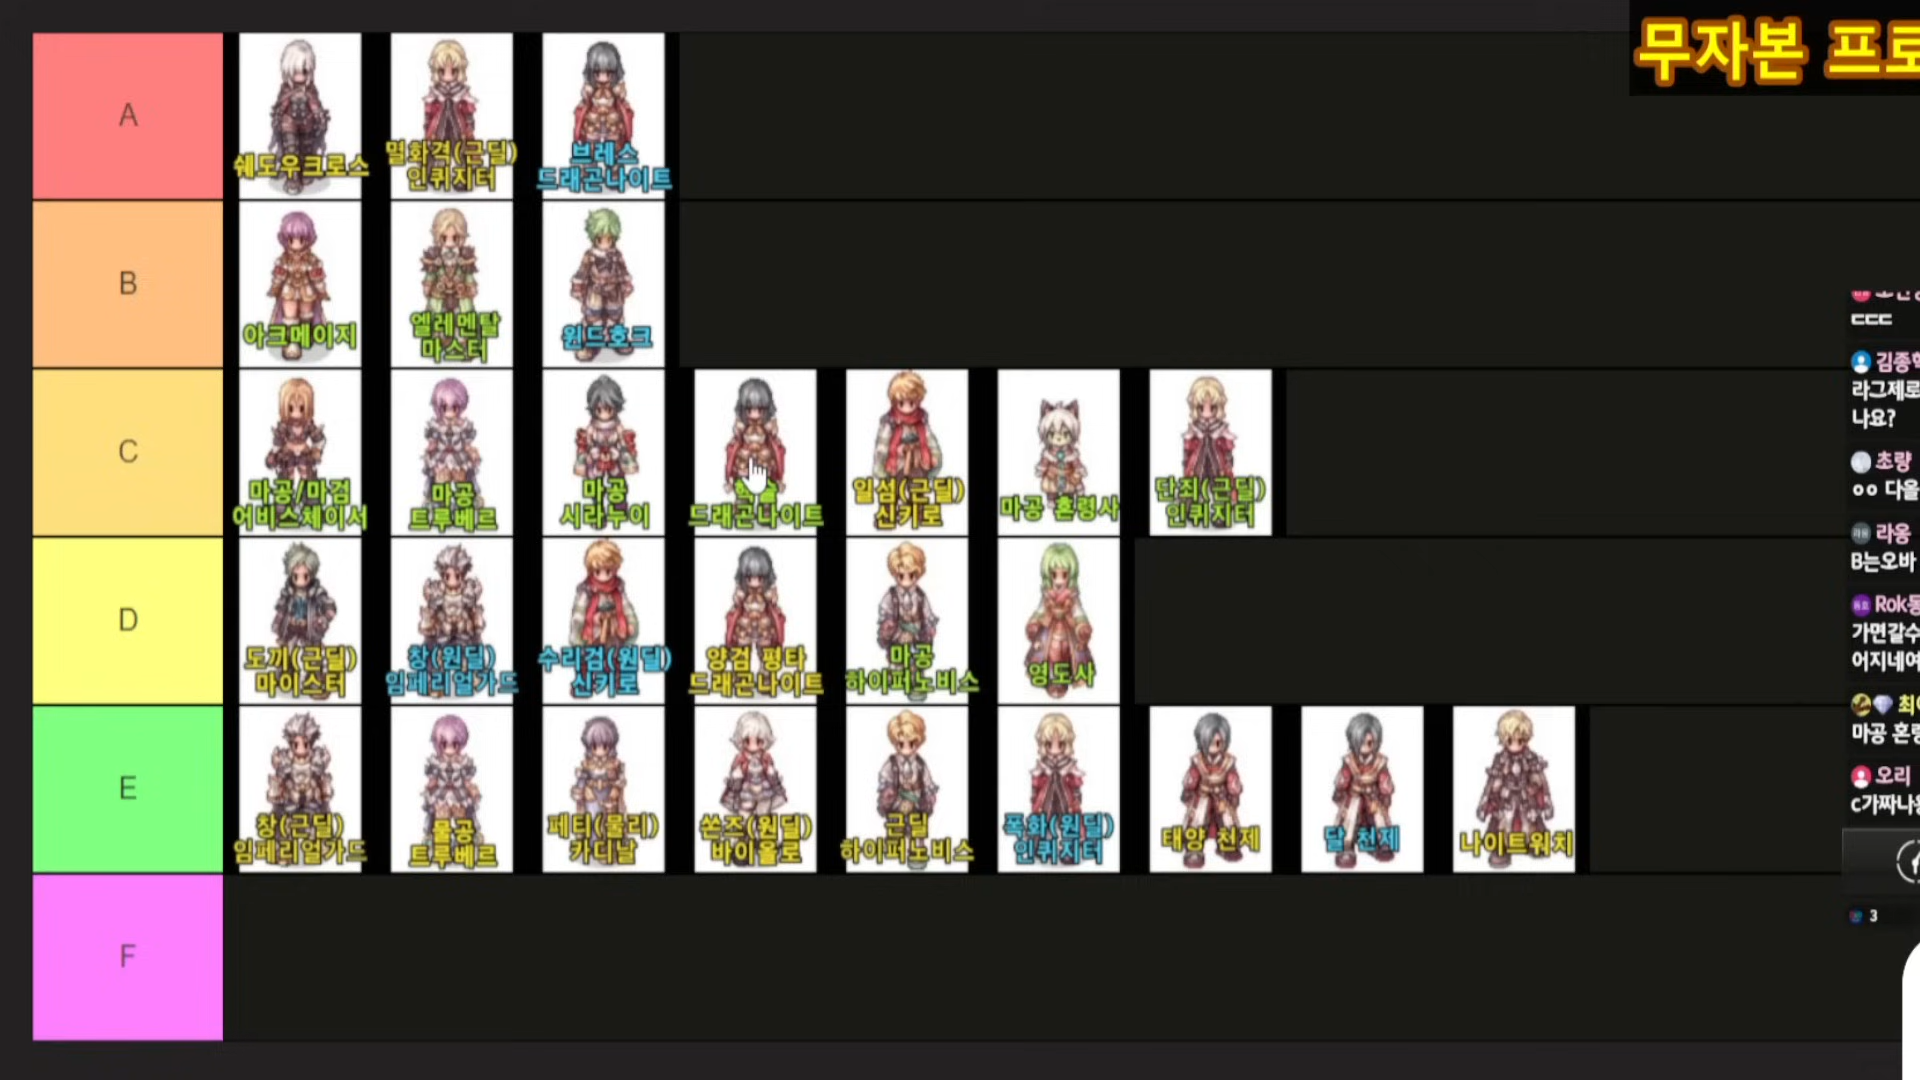 무자본 프로
A
쉐도우크로스
멸화격(근딜)
인퀴지터
브레스
드래곤나이트
B
아크메이지
엘레멘탈
마스터
윈드호크
C
마공/마검
어비스체이서
마공
트루베르
마공
시라누이
드래곤나이트
일섬(근딜)
신키로
마공 혼령사
단죄(근딜)
인퀴지터
D
도끼(근딜)
마이스터
창(원딜)
임페리얼가드
수리검(원딜)
신키로
양검 평타
드래곤나이트
마공
하이퍼노비스
영도사
E
창(근딜)
임페리얼가드
물공
트루베르
페티(물리)
카디날
쏜즈(원딜)
바이올로
근딜
하이퍼노비스
폭화(원딜)
인퀴지터
태양 천제
달 천제
나이트워치
F
ㄷㄷㄷ
김종혁
라그제로
나요?
초량
ㅇㅇ 다올
라옹
B는오바
Rok동
가면갈수
어지네여
최
마공 혼령
오리
c가짜나
3